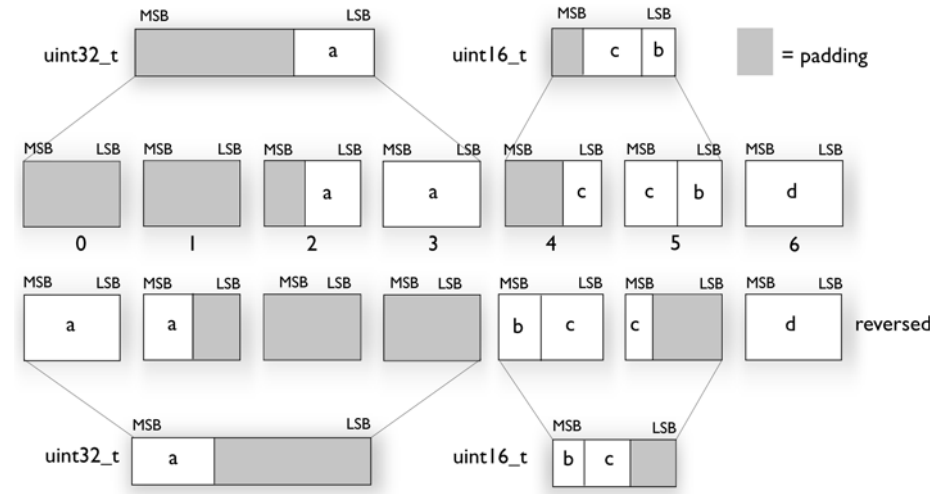 MSB LSB MSB LSB
uint32_t a uint16_t c b = padding
MSB LSB MSB LSB MSB LSB MSB LSB MSB LSB MSB LSB MSB LSB
a a c c b d
0 1 2 3 4 5 6
MSB LSB MSB LSB MSB LSB MSB LSB MSB LSB MSB LSB MSB LSB
a a b c c d reversed
MSB LSB MSB LSB
uint32_t a uint16_t b c